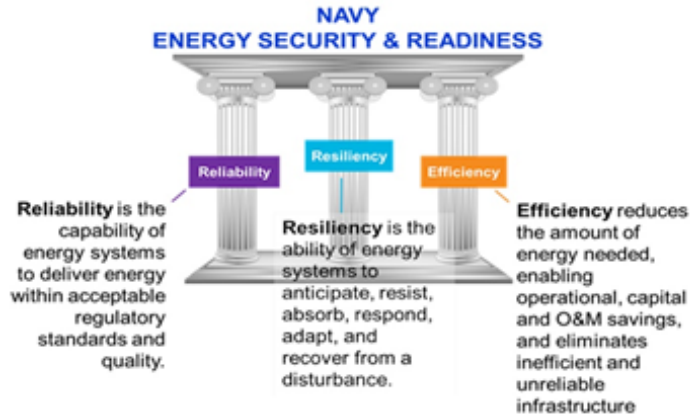 NAVY
ENERGY SECURITY & READINESS
Reliability
Resiliency
Efficiency
Reliability is the
capability of
energy systems
to deliver energy
within acceptable
regulatory
standards and
quality.
Resiliency is the
ability of energy
systems to
anticipate, resist,
absorb, respond,
adapt, and
recover from a
disturbance.
Efficiency reduces
the amount of
energy needed,
enabling
operational, capital
and O&M savings,
and eliminates
inefficient and
unreliable
infrastructure